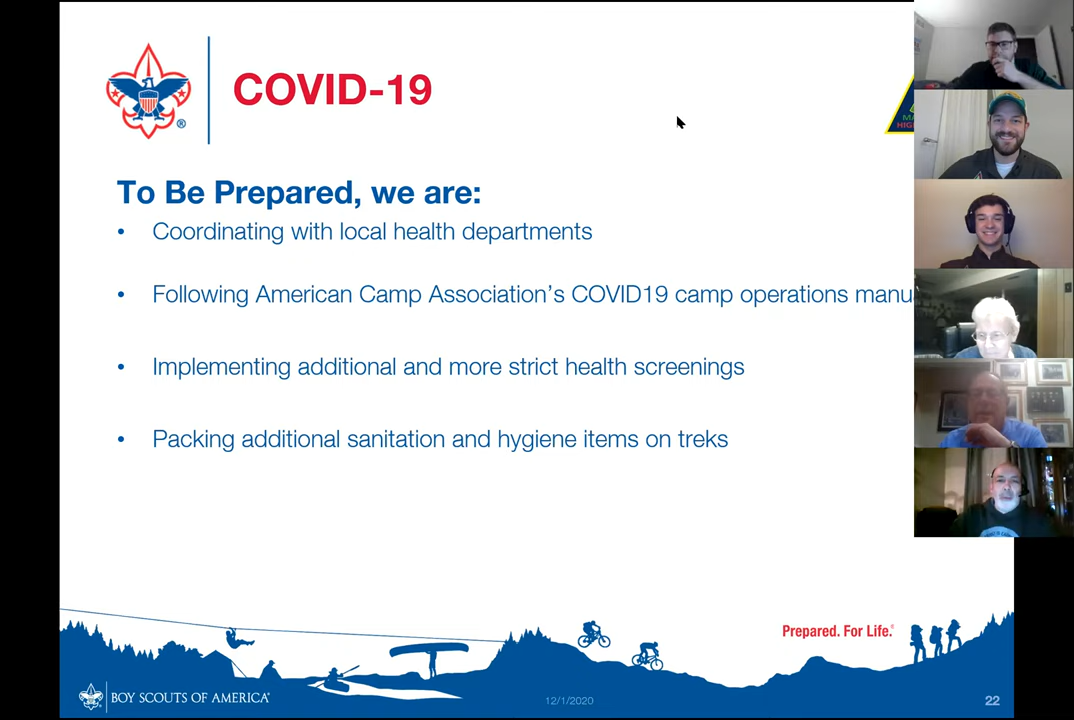 COVID-19
To Be Prepared, we are:
• Coordinating with local health departments
• Following American Camp Association’s COVID19 camp operations
• Implementing additional and more strict health screenings
• Packing additional sanitation and hygiene items on treks
Prepared. For Life.®
BOY SCOUTS OF AMERICA®
12/1/2020
22